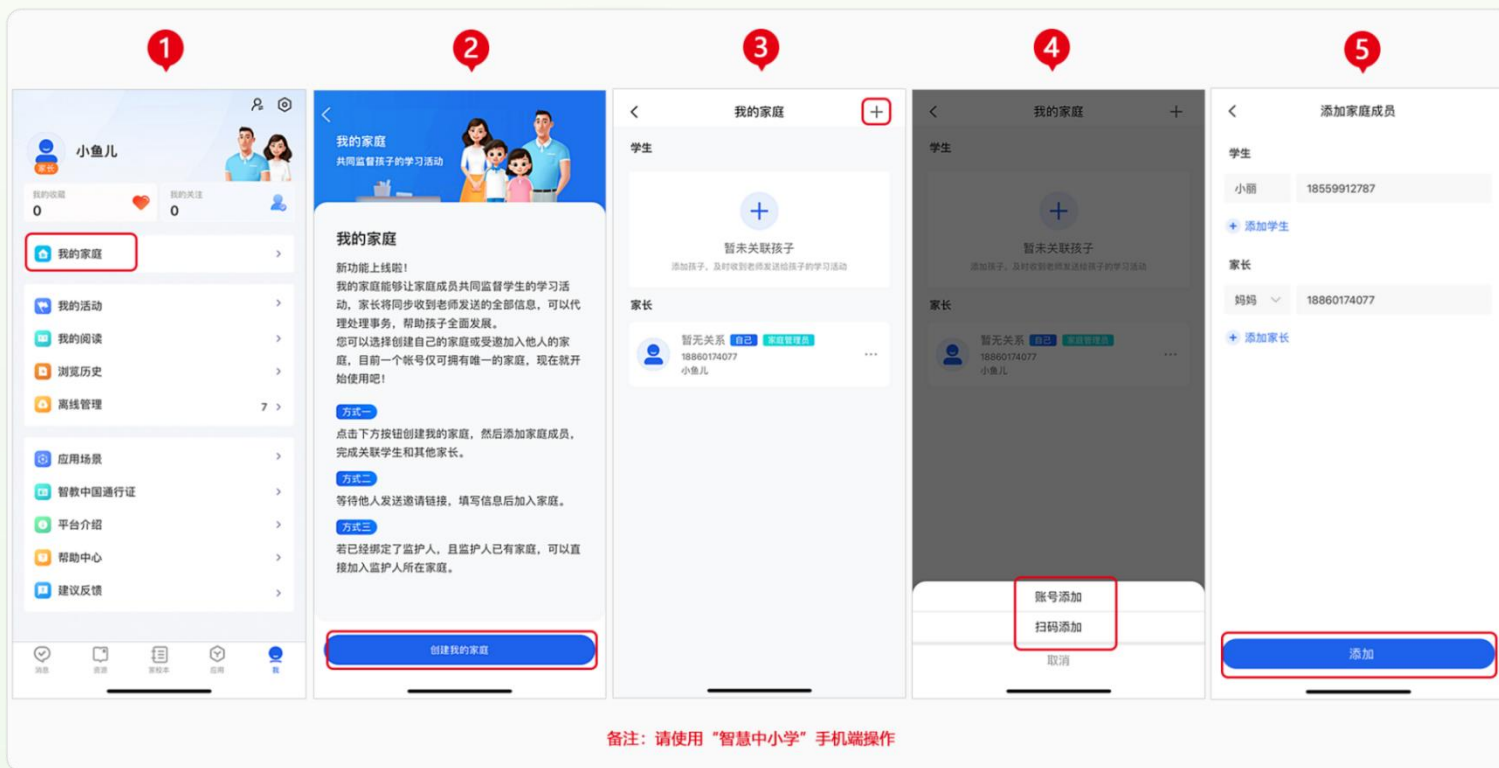 1
2
3
4
5
小鱼儿
家长
我的收藏
0
我的关注
0
我的家庭
我的活动
我的阅读
浏览历史
离线管理
7
应用场景
智教中国通行证
平台介绍
帮助中心
建议反馈
消息
资源
家校本
应用
我
我的家庭
共同监督孩子的学习活动
我的家庭
新功能上线啦！
我的家庭能够让家庭成员共同监督学生的学习活
动，家长将同步收到老师发送的全部信息，可以代
理处理事务，帮助孩子全面发展。
您可以选择创建自己的家庭或受邀加入他人的家
庭，目前一个帐号仅可拥有唯一的家庭，现在就开
始使用吧！
方式一
点击下方按钮创建我的家庭，然后添加家庭成员，
完成关联学生和其他家长。
方式二
等待他人发送邀请链接，填写信息后加入家庭。
方式三
若已经绑定了监护人，且监护人已有家庭，可以直
接加入监护人所在家庭。
创建我的家庭
我的家庭
学生
暂未关联孩子
添加孩子，及时收到老师发送给孩子的学习活动
家长
暂无关系 自己 家庭管理员
18860174077
小鱼儿
我的家庭
学生
暂未关联孩子
添加孩子，及时收到老师发送给孩子的学习活动
家长
暂无关系 自己 家庭管理员
18860174077
小鱼儿
账号添加
扫码添加
取消
添加家庭成员
学生
小丽 18559912787
添加学生
家长
妈妈 18860174077
添加家长
添加
备注：请使用“智慧中小学”手机端操作